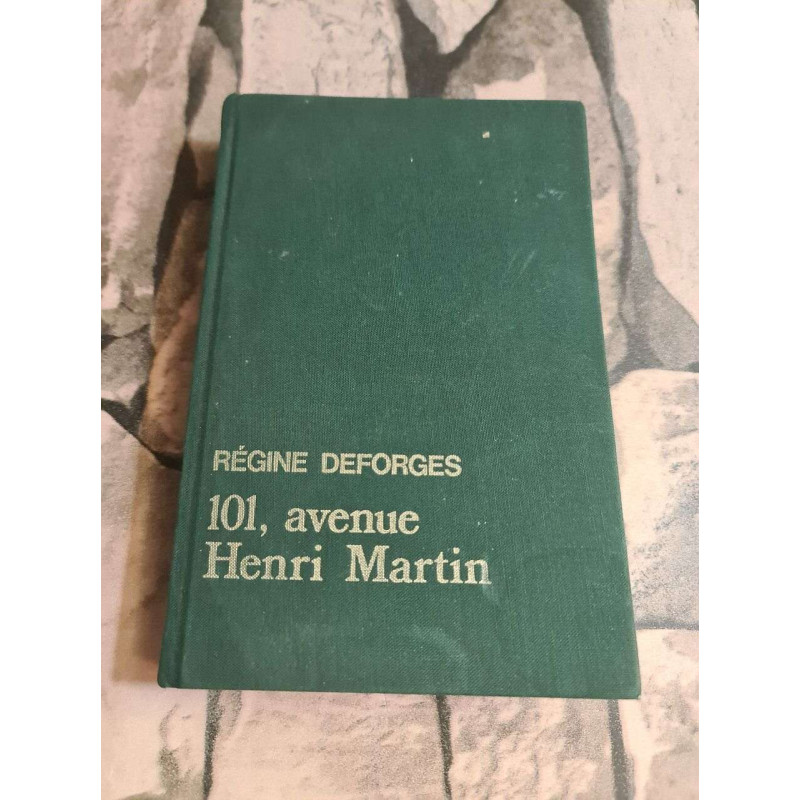 RÉGINE DEFORGES
101, avenue
Henri Martin